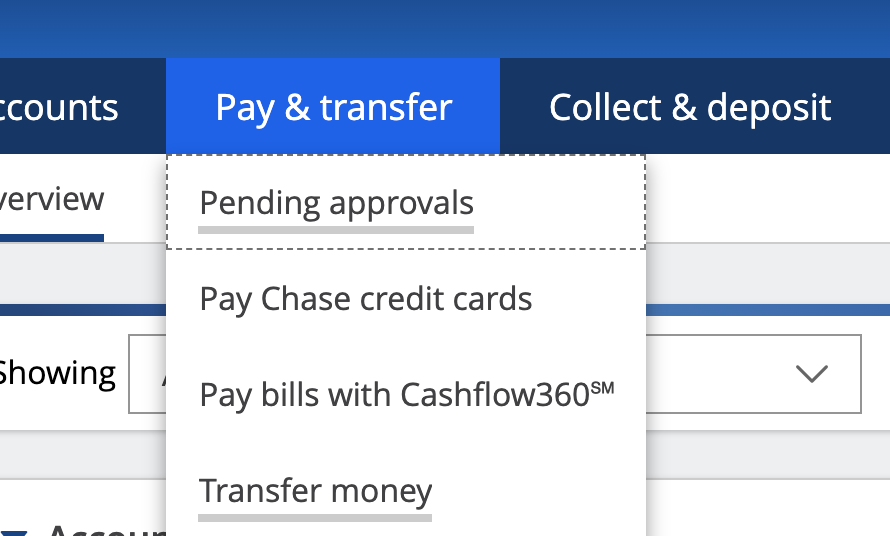 ccounts Pay & transfer Collect & deposit
verview
Pending approvals
Pay Chase credit cards
Showing
Pay bills with Cashflow360℠
Transfer money
Accoun